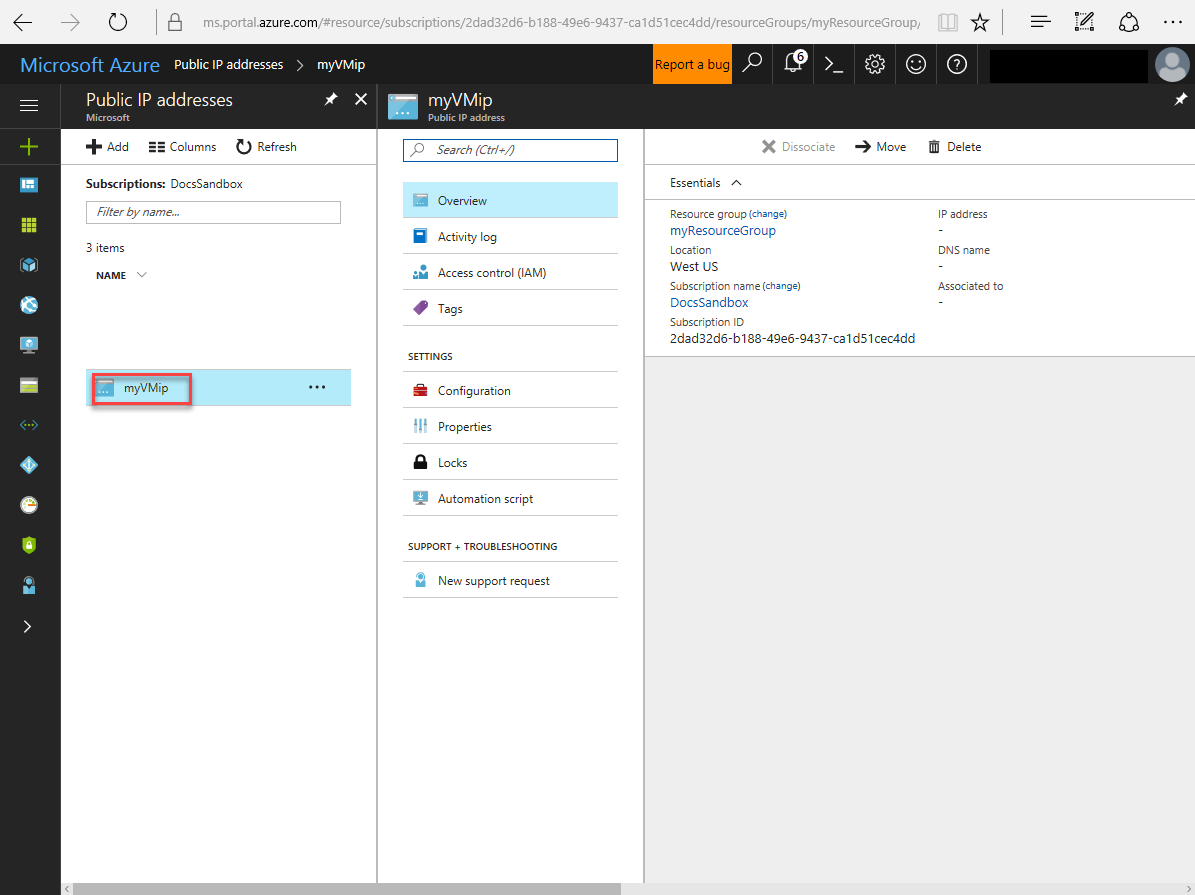 ms.portal.azure.com/#resource/subscriptions/2dad32d6-b188-49e6-9437-ca1d51cec4dd/resourceGroups/myResourceGroup/
Microsoft Azure Public IP addresses > myVMip Report a bug 6
Public IP addresses
Microsoft
myVMip
Public IP address
Add Columns Refresh
Subscriptions: DocsSandbox
Filter by name...
3 items
NAME
myVMip ...
Search (Ctrl+/)
Overview
Activity log
Access control (IAM)
Tags
SETTINGS
Configuration
Properties
Locks
Automation script
SUPPORT + TROUBLESHOOTING
New support request
Dissociate Move Delete
Essentials
Resource group (change)
myResourceGroup
Location
West US
Subscription name (change)
DocsSandbox
Subscription ID
2dad32d6-b188-49e6-9437-ca1d51cec4dd
IP address
-
DNS name
-
Associated to
-